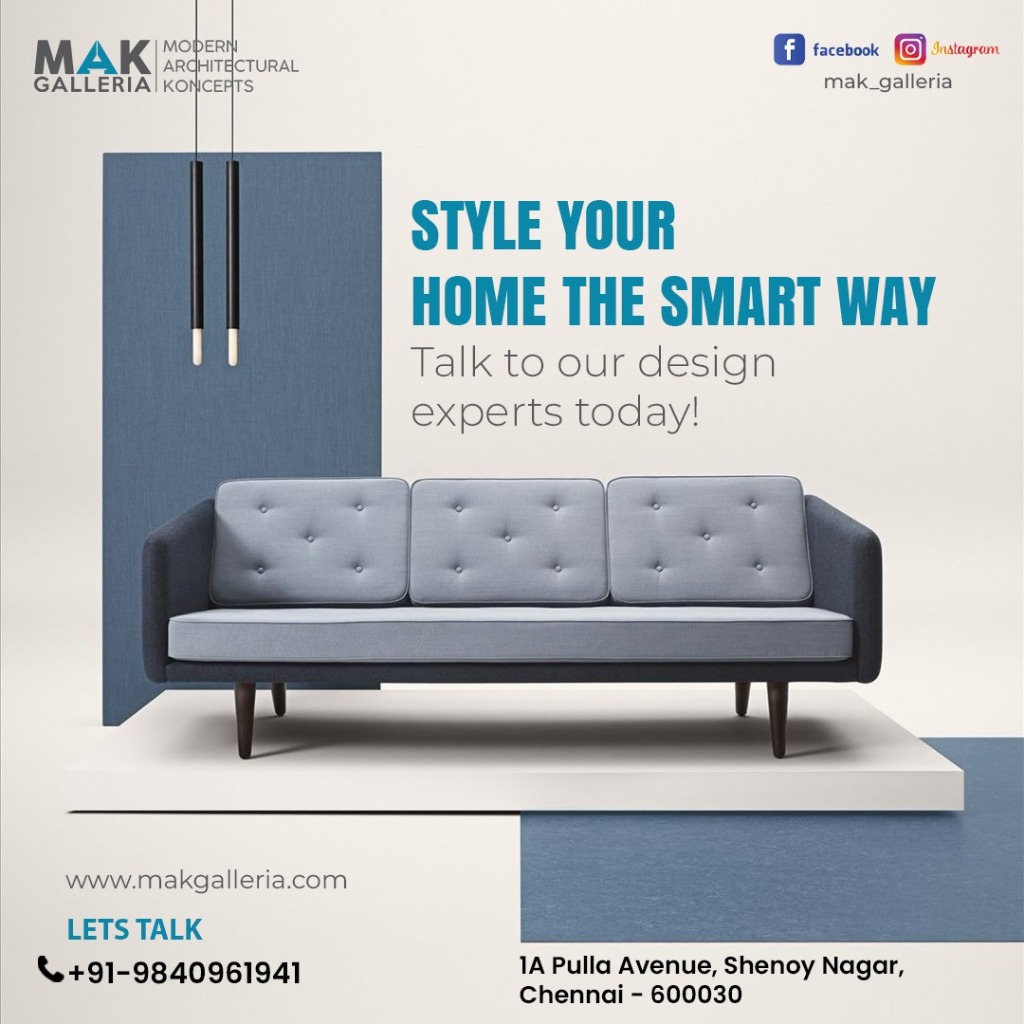 MAK
GALLERIA
MODERN
ARCHITECTURAL
KONCEPTS
facebook
Instagram
mak_galleria
STYLE YOUR
HOME THE SMART WAY
Talk to our design
experts today!
www.makgalleria.com
LETS TALK
+91-9840961941
1A Pulla Avenue, Shenoy Nagar,
Chennai - 600030